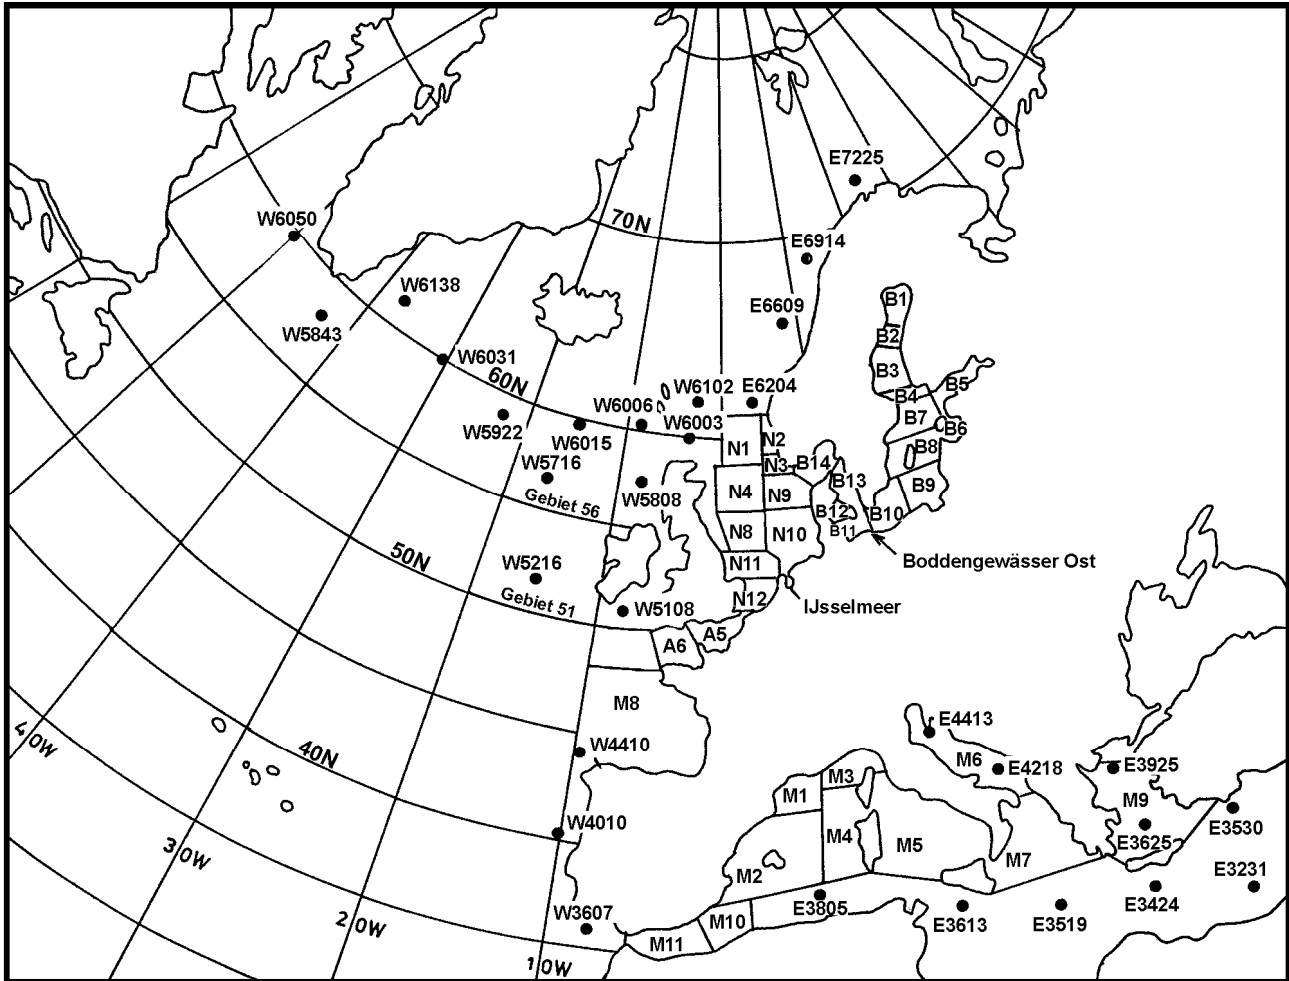 E7225
70N
W6050
E6914
W6138
B1
E6609
W5843
B2
W6031
B3
60N
B5
W6102
E6204
B4
W6006
B7
W5922
W6015
W6003
B6
N1
N2
B8
W5716
N3
B14
B13
W5808
N4
N9
B9
Gebiet 56
B12
B10
N8
N10
B11
50N
W5216
N11
Boddengewässer Ost
Gebiet 51
N12
IJsselmeer
W5108
A6
A5
M8
E4413
40W
W4410
40N
M6
E4218
E3925
M3
M1
M9
W4010
M4
E3625
E3530
30W
M5
M7
M2
E3231
W3607
E3805
E3424
20W
M10
E3613
E3519
M11
10W